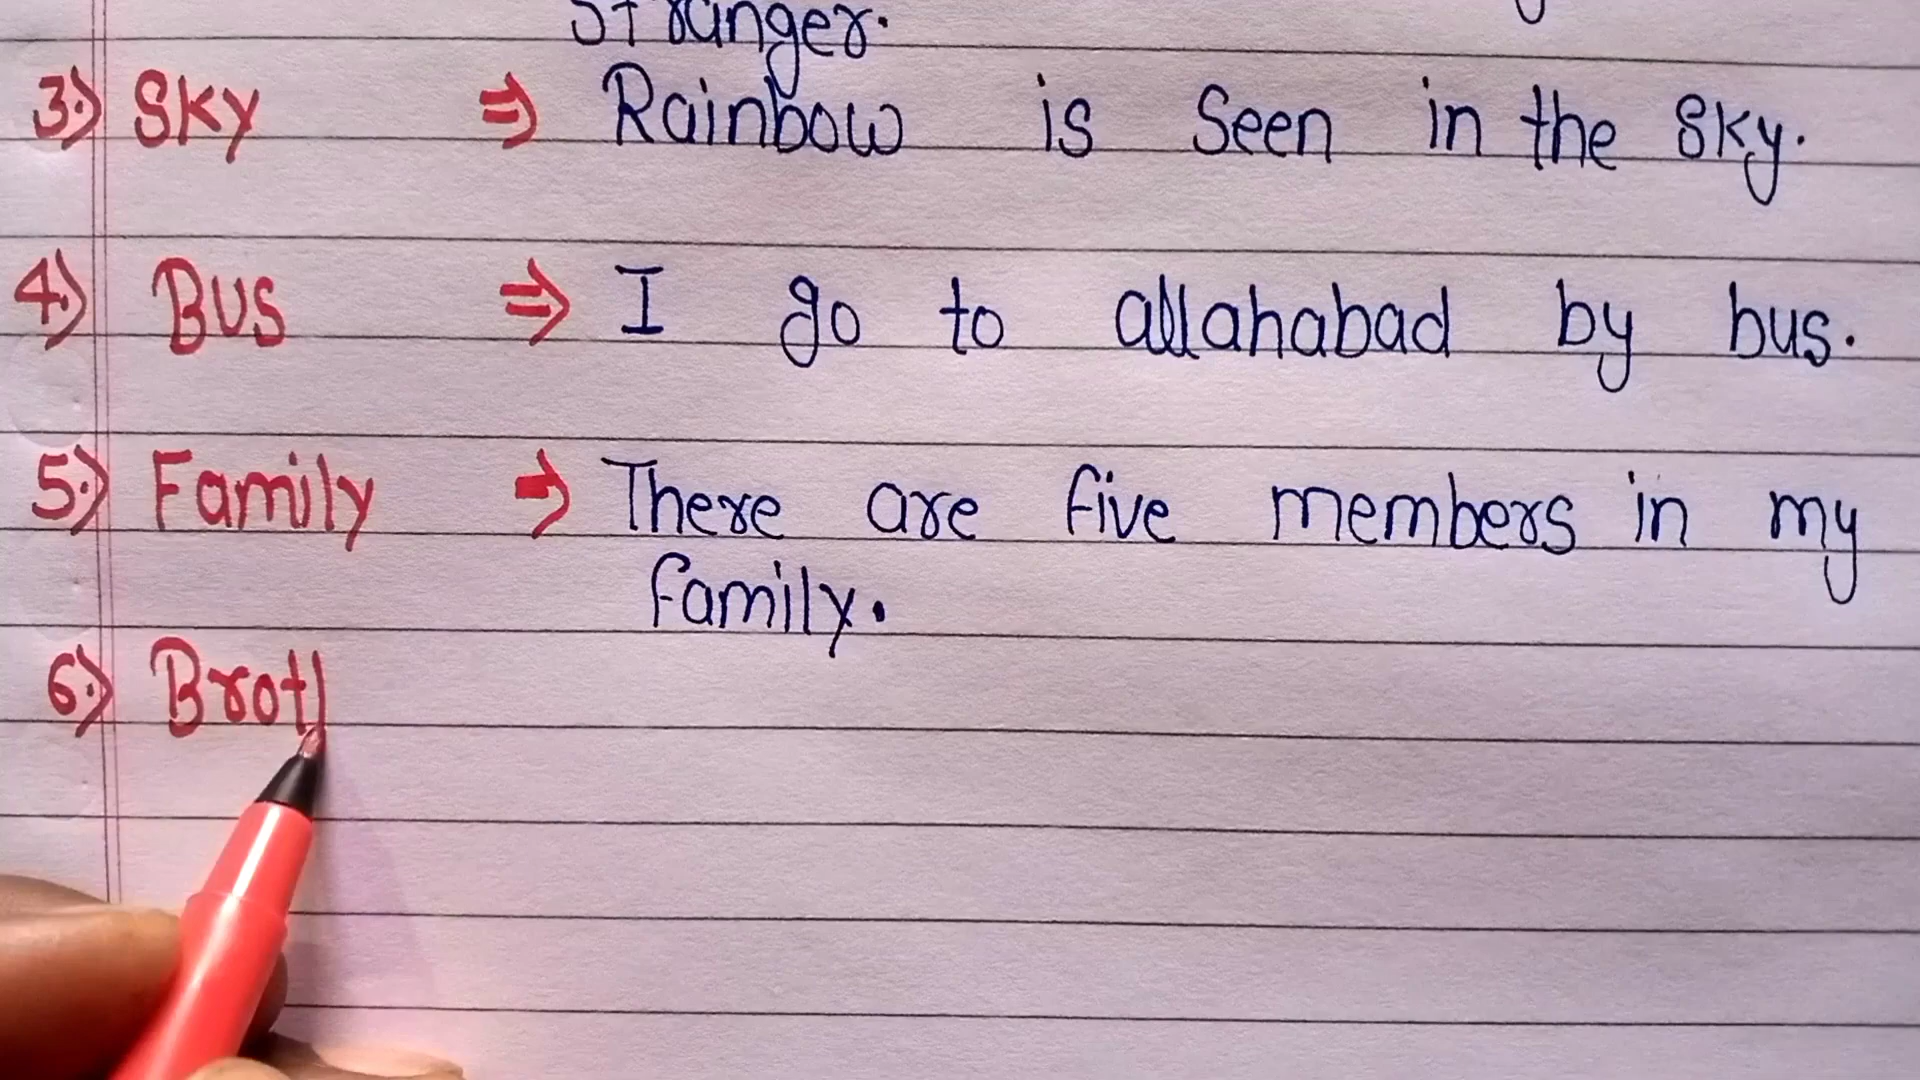 Stranger.
3.) Sky ⇒ Rainbow is Seen in the Sky.
4.) Bus ⇒ I go to allahabad by bus.
5.) Family ⇒ There are five members in my
family.
6.) Brot